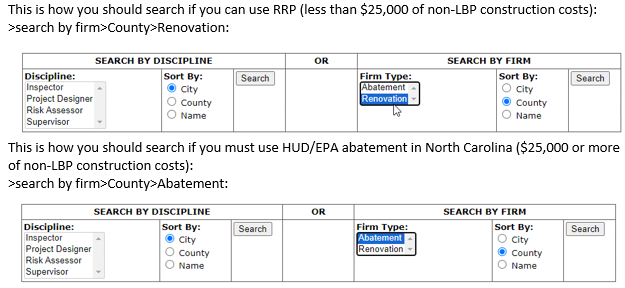 This is how you should search if you can use RRP (less than $25,000 of non-LBP construction costs):
>search by firm>County>Renovation:
SEARCH BY DISCIPLINE OR SEARCH BY FIRM
Discipline: Sort By: Search Firm Type: Sort By: Search
Inspector City Abatement City
Project Designer County Renovation County
Risk Assessor Name Name
Supervisor
This is how you should search if you must use HUD/EPA abatement in North Carolina ($25,000 or more
of non-LBP construction costs):
>search by firm>County>Abatement:
SEARCH BY DISCIPLINE OR SEARCH BY FIRM
Discipline: Sort By: Search Firm Type: Sort By: Search
Inspector City Abatement City
Project Designer County Renovation County
Risk Assessor Name Name
Supervisor